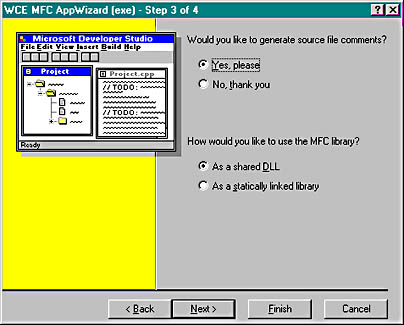 WCE MFC AppWizard (exe) - Step 3 of 4
Microsoft Developer Studio
File Edit View Insert Build Help
Project
Project.cpp
// TODO:
// TODO:
Ready
Would you like to generate source file comments?
Yes, please
No, thank you
How would you like to use the MFC library?
As a shared DLL
As a statically linked library
< Back
Next >
Finish
Cancel